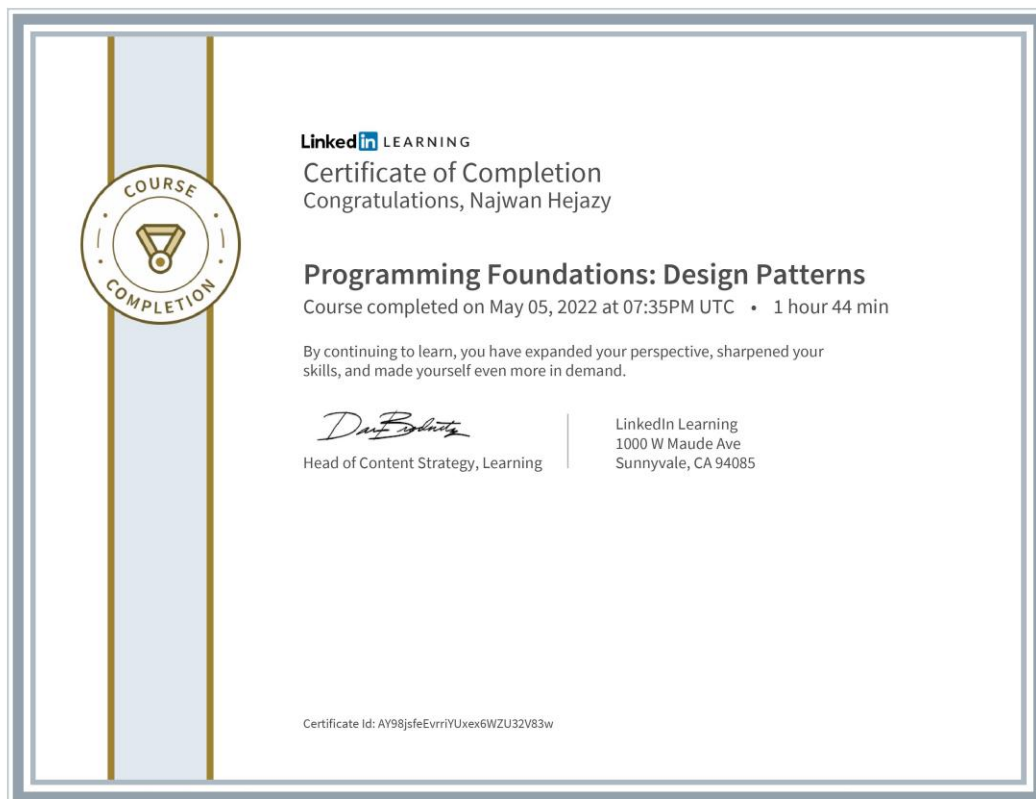 COURSE
COMPLETION
Linked in LEARNING
Certificate of Completion
Congratulations, Najwan Hejazy
Programming Foundations: Design Patterns
Course completed on May 05, 2022 at 07:35PM UTC • 1 hour 44 min
By continuing to learn, you have expanded your perspective, sharpened your
skills, and made yourself even more in demand.
Head of Content Strategy, Learning
LinkedIn Learning
1000 W Maude Ave
Sunnyvale, CA 94085
Certificate Id: AY98jsfeEvrriYUxex6WZU32V83w